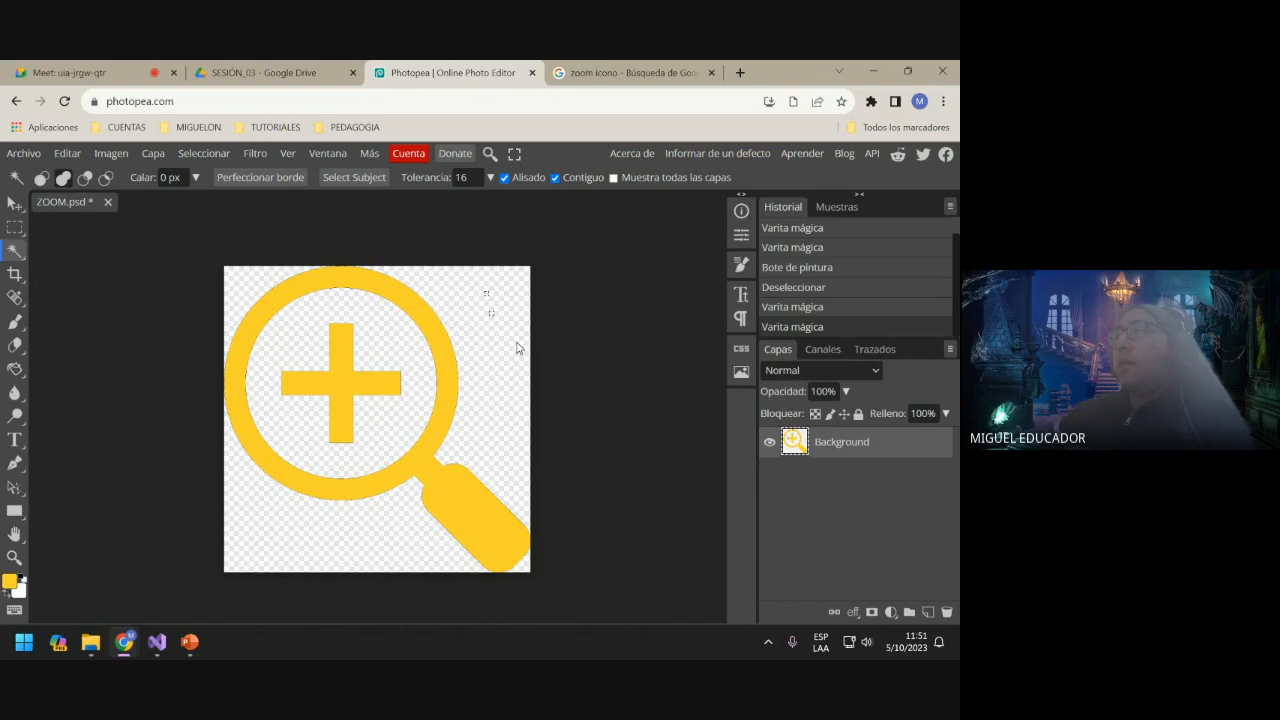 Meet: uia-jrgw-qtr
SESIÓN_03 - Google Drive
Photopea | Online Photo Editor
zoom icono - Búsqueda de Goo
photopea.com
Aplicaciones CUENTAS MIGUELON TUTORIALES PEDAGOGIA Todos los marcadores
Archivo Editar Imagen Capa Seleccionar Filtro Ver Ventana Más Cuenta Donate Acerca de Informar de un defecto Aprender Blog API
Calar: 0 px Perfeccionar borde Select Subject Tolerancia: 16 Alisado Contiguo Muestra todas las capas
ZOOM.psd *
Historial Muestras
Varita mágica
Varita mágica
Bote de pintura
Deseleccionar
Varita mágica
Varita mágica
CSS
Capas Canales Trazados
Normal
Opacidad: 100%
Bloquear: Relleno: 100%
Background
eff
MIGUEL EDUCADOR
M
ESP
LAA
11:51
5/10/2023